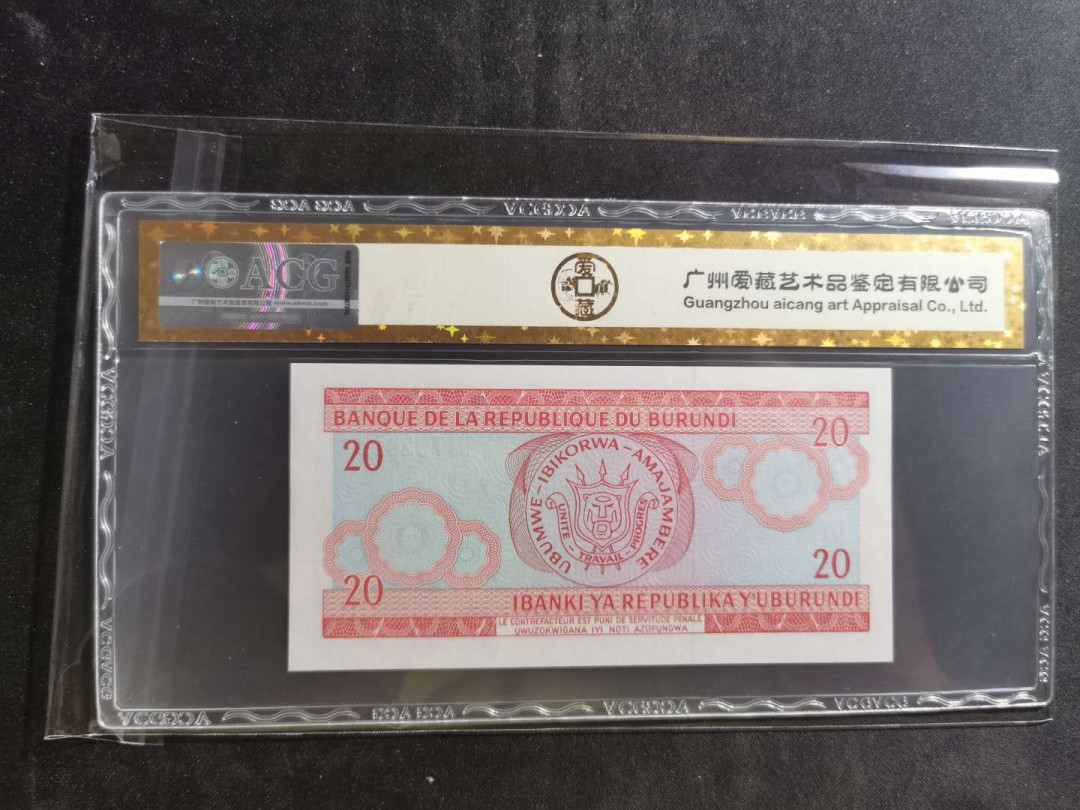 ACG
爱藏
广州爱藏艺术品鉴定有限公司
Guangzhou aicang art Appraisal Co., Ltd.
BANQUE DE LA REPUBLIQUE DU BURUNDI
20
20
UBUMWE-IBIKORWA-AMAJAMBERE
UNITE - TRAVAIL - PROGRES
20
20
IBANKI YA REPUBLIKA Y'UBURUNDI
LE CONTREFACTEUR EST PUNI DE SERVITUDE PENALE
UWUZOKWIGANA IYI NOTI AZOFUNGWA